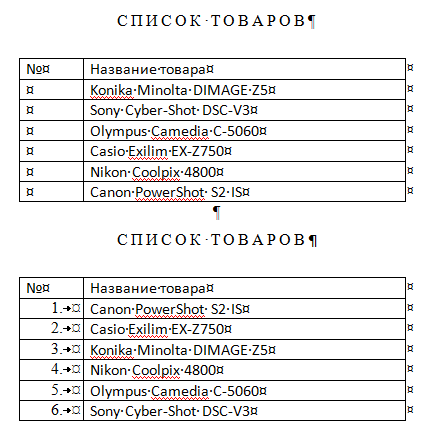 СПИСОК·ТОВАРОВ¶
№¤ Название·товара¤ ¤
¤ Konika·Minolta·DIMAGE·Z5¤ ¤
¤ Sony·Cyber-Shot·DSC-V3¤ ¤
¤ Olympus·Camedia·C-5060¤ ¤
¤ Casio·Exilim·EX-Z750¤ ¤
¤ Nikon·Coolpix·4800¤ ¤
¤ Canon·PowerShot·S2·IS¤ ¤
¶
СПИСОК·ТОВАРОВ¶
№¤ Название·товара¤ ¤
1.→¤ Canon·PowerShot·S2·IS¤ ¤
2.→¤ Casio·Exilim·EX-Z750¤ ¤
3.→¤ Konika·Minolta·DIMAGE·Z5¤ ¤
4.→¤ Nikon·Coolpix·4800¤ ¤
5.→¤ Olympus·Camedia·C-5060¤ ¤
6.→¤ Sony·Cyber-Shot·DSC-V3¤ ¤